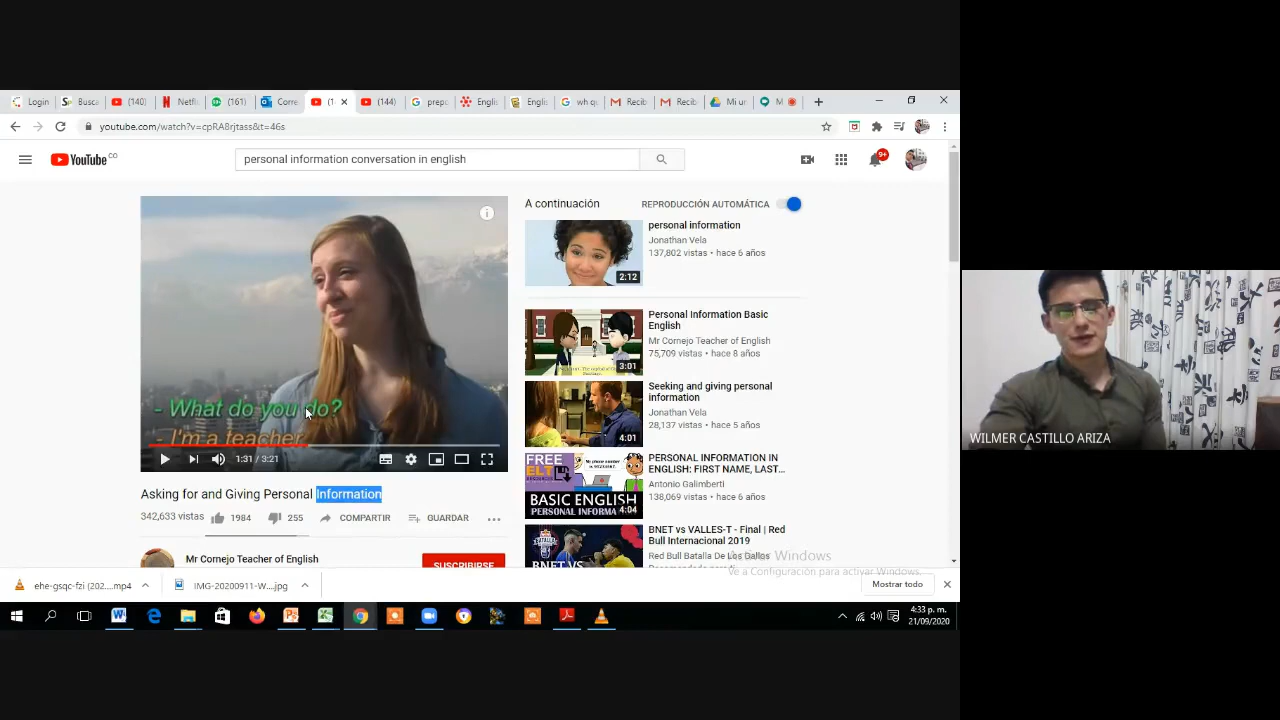 Login
Busca
(140)
Netfli
(161)
Corre
(1
(144)
prepo
Englis
Englis
wh qu
Recib
Recib
Mi un
M
youtube.com/watch?v=cpRA8rjtass&t=46s
YouTube CO
personal information conversation in english
9+
- What do you do?
- I'm a teacher
1:31 / 3:21
Asking for and Giving Personal Information
342,633 vistas
1984
255
COMPARTIR
GUARDAR
Mr Cornejo Teacher of English
SUSCRIBIRSE
A continuación
REPRODUCCIÓN AUTOMÁTICA
personal information
Jonathan Vela
137,802 vistas • hace 6 años
2:12
Personal Information Basic
English
Mr Cornejo Teacher of English
75,709 vistas • hace 8 años
3:01
Seeking and giving personal
information
Jonathan Vela
28,137 vistas • hace 5 años
4:01
PERSONAL INFORMATION IN
ENGLISH: FIRST NAME, LAST...
Antonio Galimberti
138,069 vistas • hace 6 años
FREE
ELT
BASIC ENGLISH
PERSONAL INFORMA
4:04
BNET vs VALLES-T - Final | Red
Bull Internacional 2019
Red Bull Batalla De Los Gallos
BNET
VS
Activar Windows
Ve a Configuración para activar Windows.
ehe-gsqc-fzi (202....mp4
IMG-20200911-W....jpg
Mostrar todo
4:33 p. m.
21/09/2020
WILMER CASTILLO ARIZA